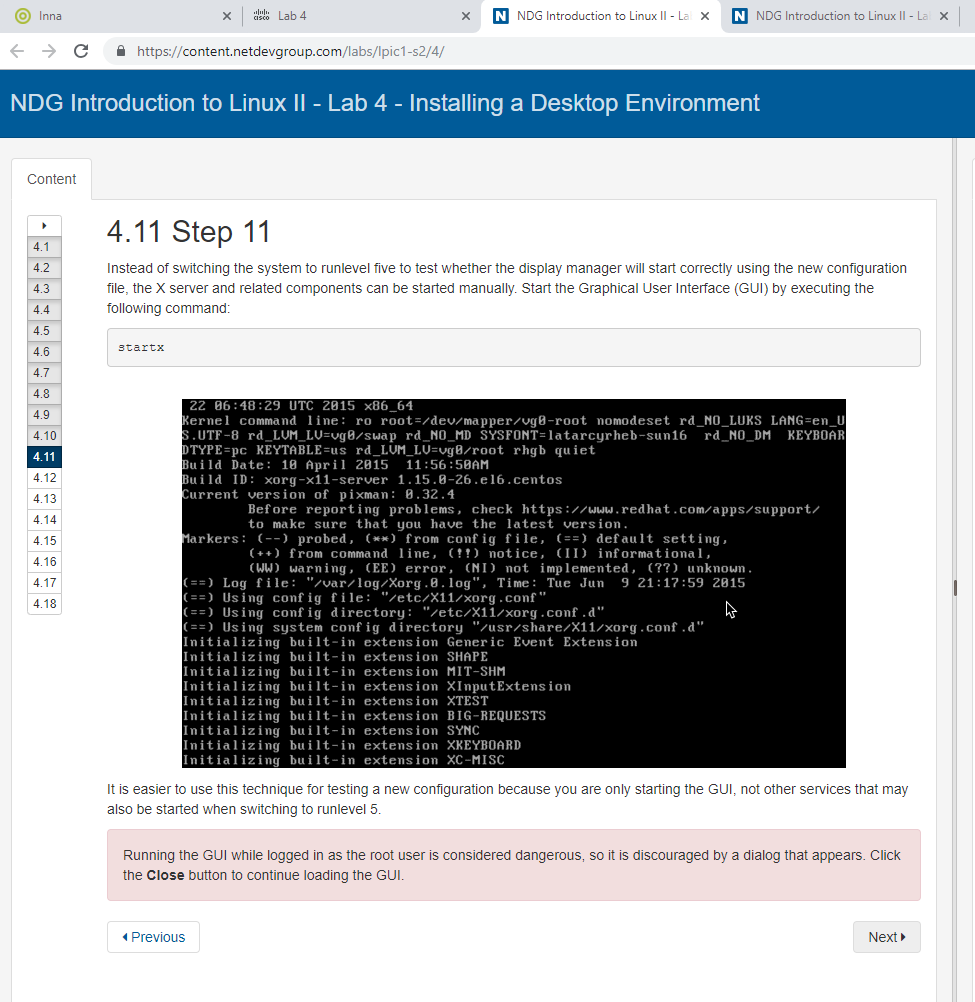 Inna
Lab 4
NDG Introduction to Linux II - La
NDG Introduction to Linux II - La
https://content.netdevgroup.com/labs/lpic1-s2/4/
NDG Introduction to Linux II - Lab 4 - Installing a Desktop Environment
Content
4.1
4.2
4.3
4.4
4.5
4.6
4.7
4.8
4.9
4.10
4.11
4.12
4.13
4.14
4.15
4.16
4.17
4.18
4.11 Step 11
Instead of switching the system to runlevel five to test whether the display manager will start correctly using the new configuration
file, the X server and related components can be started manually. Start the Graphical User Interface (GUI) by executing the
following command:
startx
22 06:48:29 UTC 2015 x86_64
Kernel command line: ro root=/dev/mapper/vg0-root nomodeset rd_NO_LUKS LANG=en_U
S.UTF-8 rd_LVM_LV=vg0/swap rd_NO_MD SYSFONT=latarcyrheb-sun16  rd_NO_DM  KEYBOAR
DTYPE=pc KEYTABLE=us rd_LVM_LV=vg0/root rhgb quiet
Build Date: 10 April 2015  11:56:50AM
Build ID: xorg-x11-server 1.15.0-26.el6.centos
Current version of pixman: 0.32.4
Before reporting problems, check https://www.redhat.com/apps/support/
to make sure that you have the latest version.
Markers: (--) probed, (**) from config file, (==) default setting,
(++) from command line, (!!) notice, (II) informational,
(WW) warning, (EE) error, (NI) not implemented, (??) unknown.
(==) Log file: "/var/log/Xorg.0.log", Time: Tue Jun  9 21:17:59 2015
(==) Using config file: "/etc/X11/xorg.conf"
(==) Using config directory: "/etc/X11/xorg.conf.d"
(==) Using system config directory "/usr/share/X11/xorg.conf.d"
Initializing built-in extension Generic Event Extension
Initializing built-in extension SHAPE
Initializing built-in extension MIT-SHM
Initializing built-in extension XInputExtension
Initializing built-in extension XTEST
Initializing built-in extension BIG-REQUESTS
Initializing built-in extension SYNC
Initializing built-in extension XKEYBOARD
Initializing built-in extension XC-MISC
It is easier to use this technique for testing a new configuration because you are only starting the GUI, not other services that may
also be started when switching to runlevel 5.
Running the GUI while logged in as the root user is considered dangerous, so it is discouraged by a dialog that appears. Click
the Close button to continue loading the GUI.
Previous
Next